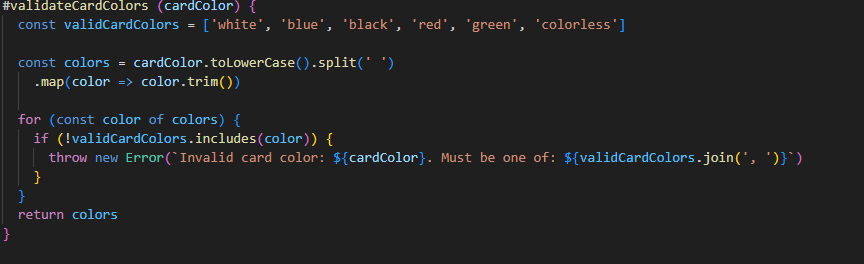 #validateCardColors (cardColor) {
const validCardColors = ['white', 'blue', 'black', 'red', 'green', 'colorless']
const colors = cardColor.toLowerCase().split(' ')
.map(color => color.trim())
for (const color of colors) {
if (!validCardColors.includes(color)) {
throw new Error(`Invalid card color: ${cardColor}. Must be one of: ${validCardColors.join(', ')}`)
}
}
return colors
}